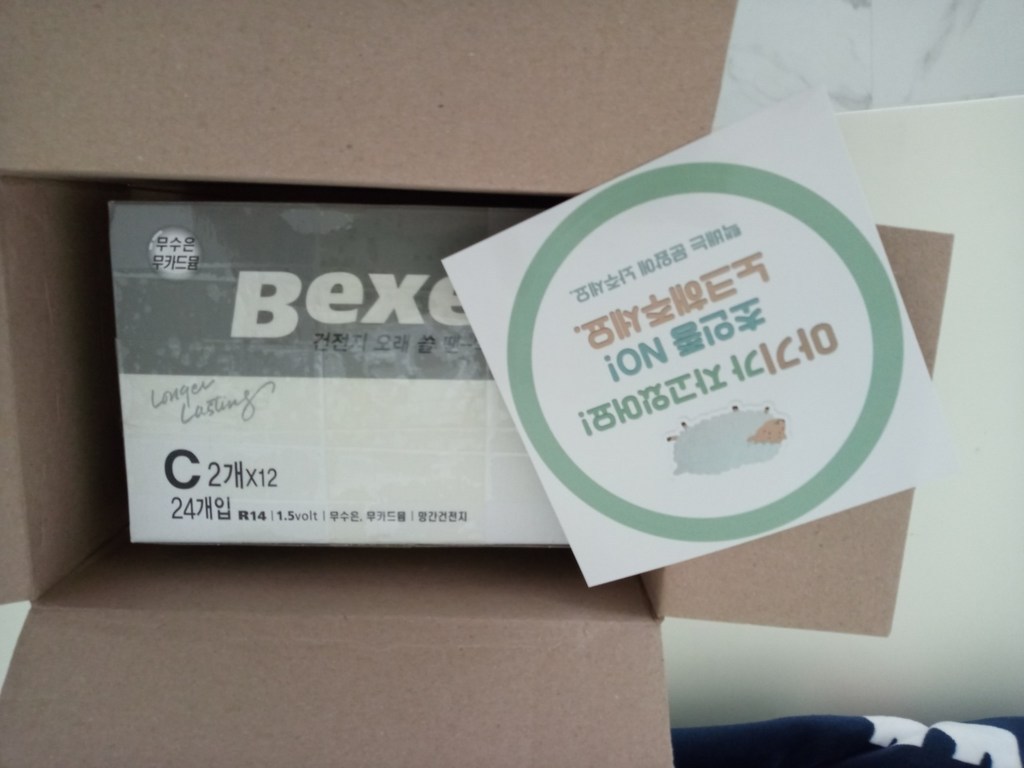 무수은
무카드뮴
Bexe
건전지 오래 쓸 땐
Longer
Lasting
C 2개X12
24개입 R14 | 1.5volt | 무수은, 무카드뮴 | 망간건전지
아기가 자고있어요!
초인종 NO!
노크해주세요.
택배는 문앞에 놔주세요.